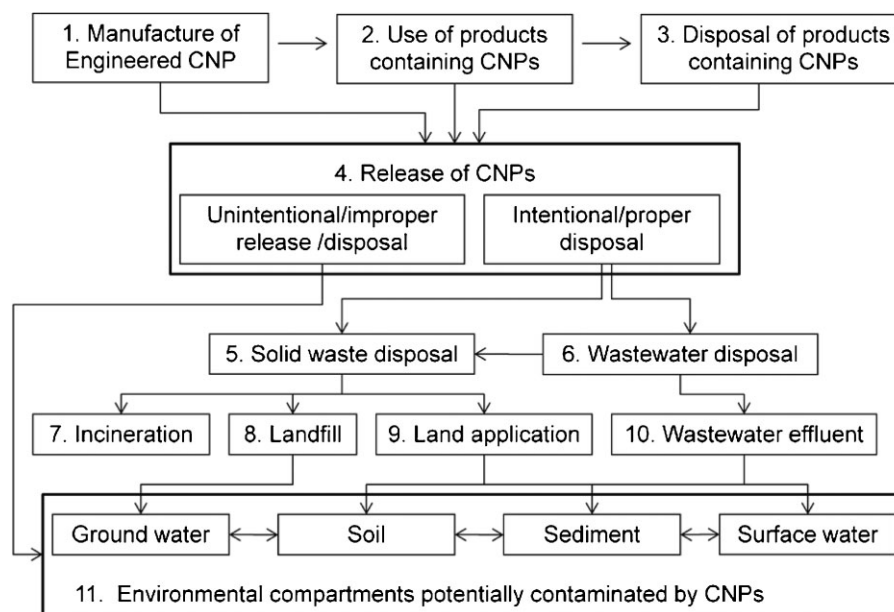 1. Manufacture of
Engineered CNP
2. Use of products
containing CNPs
3. Disposal of products
containing CNPs
4. Release of CNPs
Unintentional/improper
release /disposal
Intentional/proper
disposal
5. Solid waste disposal
6. Wastewater disposal
7. Incineration
8. Landfill
9. Land application
10. Wastewater effluent
Ground water
Soil
Sediment
Surface water
11. Environmental compartments potentially contaminated by CNPs